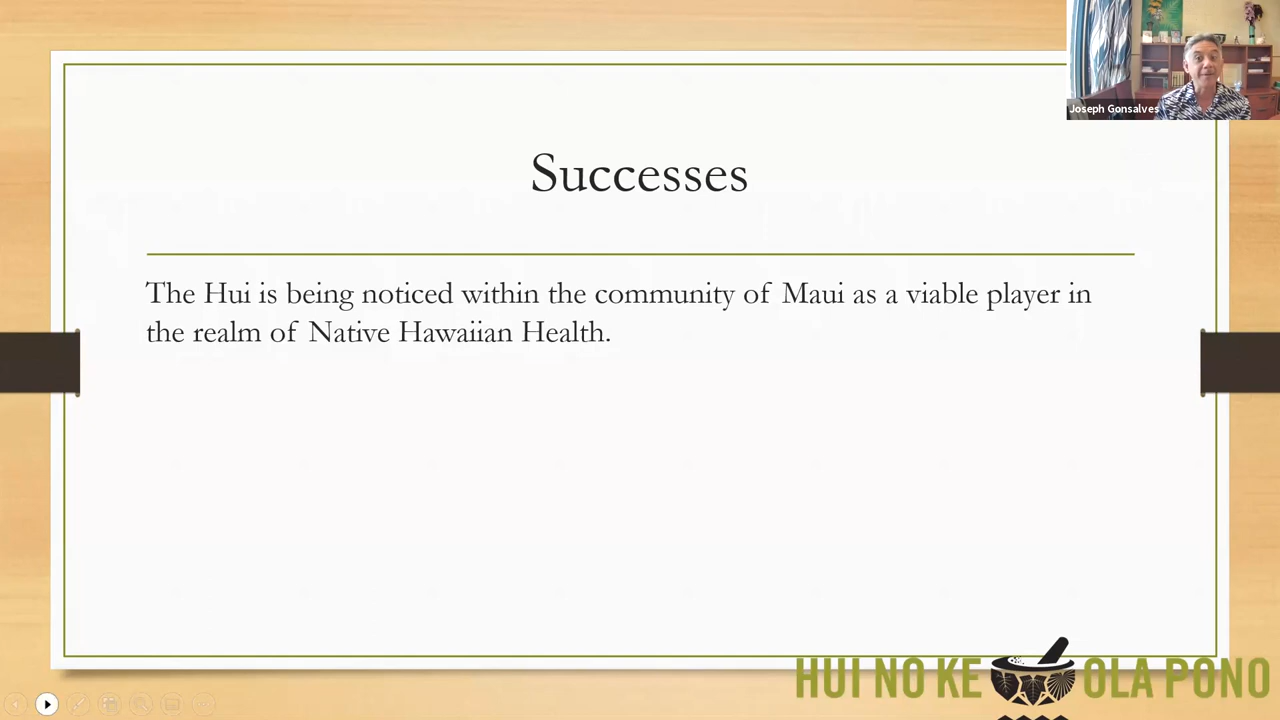 Joseph Gonsalves
Successes
The Hui is being noticed within the community of Maui as a viable player in
the realm of Native Hawaiian Health.
HUI NO KE OLA PONO